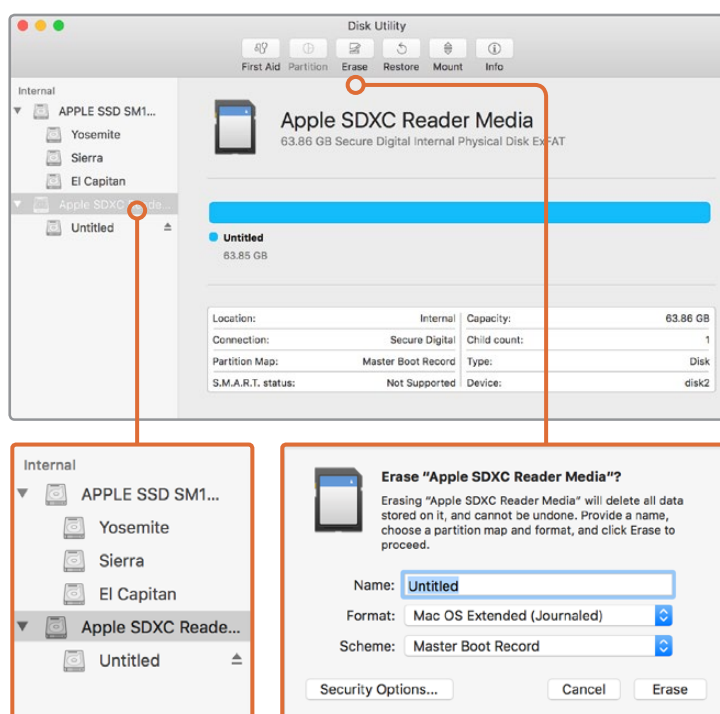 Disk Utility
First Aid Partition Erase Restore Mount Info
Internal
APPLE SSD SM1...
Yosemite
Sierra
El Capitan
Apple SDXC Reade...
Untitled
Apple SDXC Reader Media
63.86 GB Secure Digital Internal Physical Disk ExFAT
Untitled
63.85 GB
Location: Internal Capacity: 63.86 GB
Connection: Secure Digital Child count: 1
Partition Map: Master Boot Record Type: Disk
S.M.A.R.T. status: Not Supported Device: disk2
Internal
APPLE SSD SM1...
Yosemite
Sierra
El Capitan
Apple SDXC Reade...
Untitled
Erase "Apple SDXC Reader Media"?
Erasing "Apple SDXC Reader Media" will delete all data
stored on it, and cannot be undone. Provide a name,
choose a partition map and format, and click Erase to
proceed.
Name: Untitled
Format: Mac OS Extended (Journaled)
Scheme: Master Boot Record
Security Options... Cancel Erase